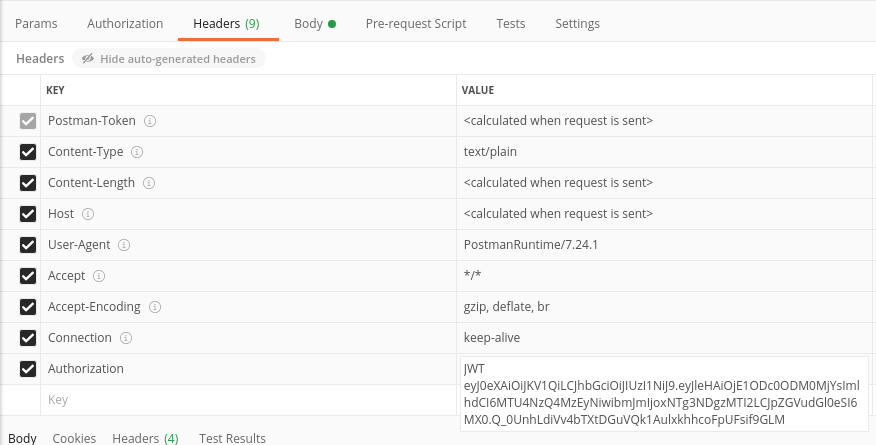 Params Authorization Headers (9) Body Pre-request Script Tests Settings
Headers Hide auto-generated headers
KEY VALUE
Postman-Token <calculated when request is sent>
Content-Type text/plain
Content-Length <calculated when request is sent>
Host <calculated when request is sent>
User-Agent PostmanRuntime/7.24.1
Accept */*
Accept-Encoding gzip, deflate, br
Connection keep-alive
Authorization JWT
eyJ0eXAiOiJKV1QiLCJhbGciOiJIUzI1NiJ9.eyJleHAiOjE1ODc0ODM0MjYsIml
hdCI6MTU4NzQ4MzEyNiwibmJmIjoxNTg3NDgzMTI2LCJpZGVudGl0eSI6
MX0.Q_0UnhLdiVv4bTXtDGuVQk1AulxkhhcoFpUFsif9GLM
Key
Body Cookies Headers (4) Test Results